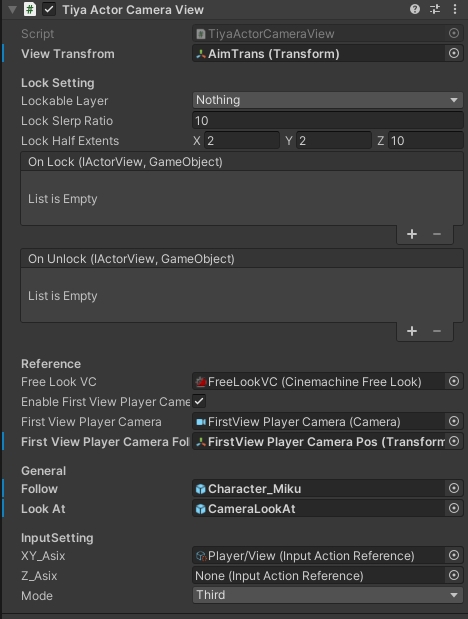 Tiya Actor Camera View
Script TiyaActorCameraView
View Transfrom AimTrans (Transform)
Lock Setting
Lockable Layer Nothing
Lock Slerp Ratio 10
Lock Half Extents X 2 Y 2 Z 10
On Lock (IActorView, GameObject)
List is Empty
+ −
On Unlock (IActorView, GameObject)
List is Empty
+ −
Reference
Free Look VC FreeLookVC (Cinemachine Free Look)
Enable First View Player Came
First View Player Camera FirstView Player Camera (Camera)
First View Player Camera Fol FirstView Player Camera Pos (Transform
General
Follow Character_Miku
Look At CameraLookAt
InputSetting
XY_Asix Player/View (Input Action Reference)
Z_Asix None (Input Action Reference)
Mode Third